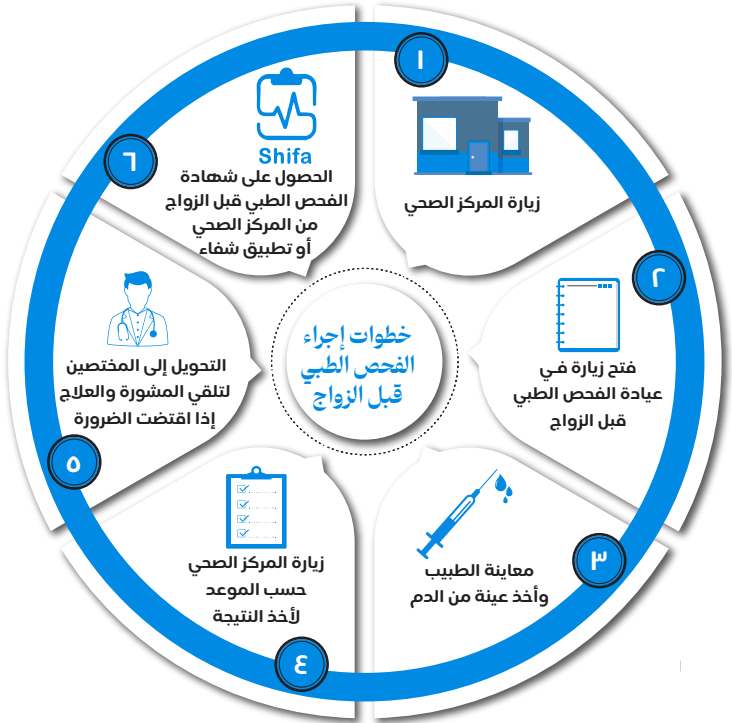 خطوات إجراء
الفحص الطبي
قبل الزواج
١
زيارة المركز الصحي
٢
فتح زيارة في
عيادة الفحص الطبي
قبل الزواج
٣
معاينة الطبيب
وأخذ عينة من الدم
٤
زيارة المركز الصحي
حسب الموعد
لأخذ النتيجة
٥
التحويل إلى المختصين
لتلقي المشورة والعلاج
إذا اقتضت الضرورة
٦
Shifa
الحصول على شهادة
الفحص الطبي قبل الزواج
من المركز الصحي
أو تطبيق شفاء